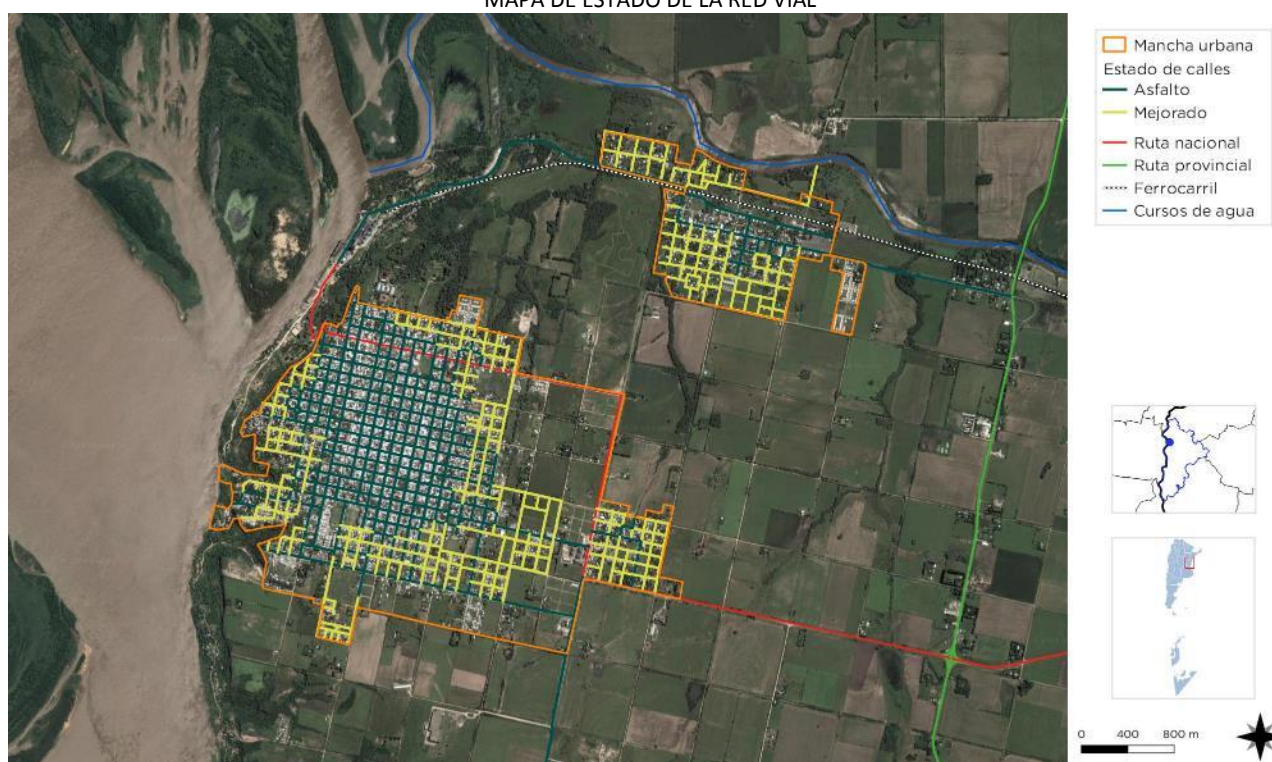 MAPA DE ESTADO DE LA RED VIAL
Mancha urbana
Estado de calles
Asfalto
Mejorado
Ruta nacional
Ruta provincial
Ferrocarril
Cursos de agua
0 400 800 m